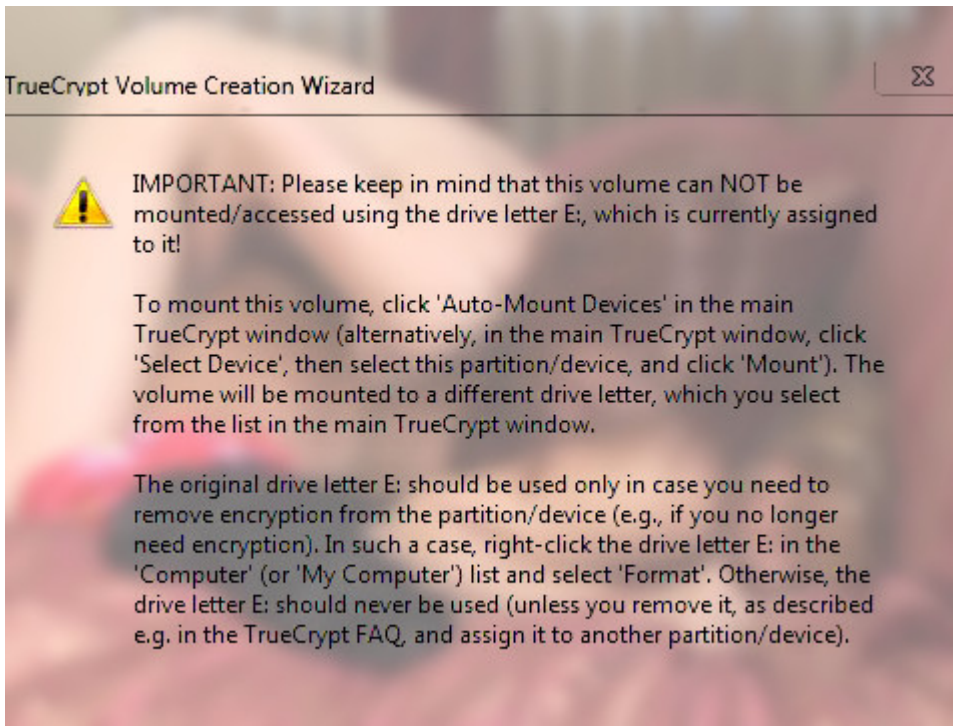 TrueCrypt Volume Creation Wizard
IMPORTANT: Please keep in mind that this volume can NOT be
mounted/accessed using the drive letter E:, which is currently assigned
to it!
To mount this volume, click 'Auto-Mount Devices' in the main
TrueCrypt window (alternatively, in the main TrueCrypt window, click
'Select Device', then select this partition/device, and click 'Mount'). The
volume will be mounted to a different drive letter, which you select
from the list in the main TrueCrypt window.
The original drive letter E: should be used only in case you need to
remove encryption from the partition/device (e.g., if you no longer
need encryption). In such a case, right-click the drive letter E: in the
'Computer' (or 'My Computer') list and select 'Format'. Otherwise, the
drive letter E: should never be used (unless you remove it, as described
e.g. in the TrueCrypt FAQ, and assign it to another partition/device).